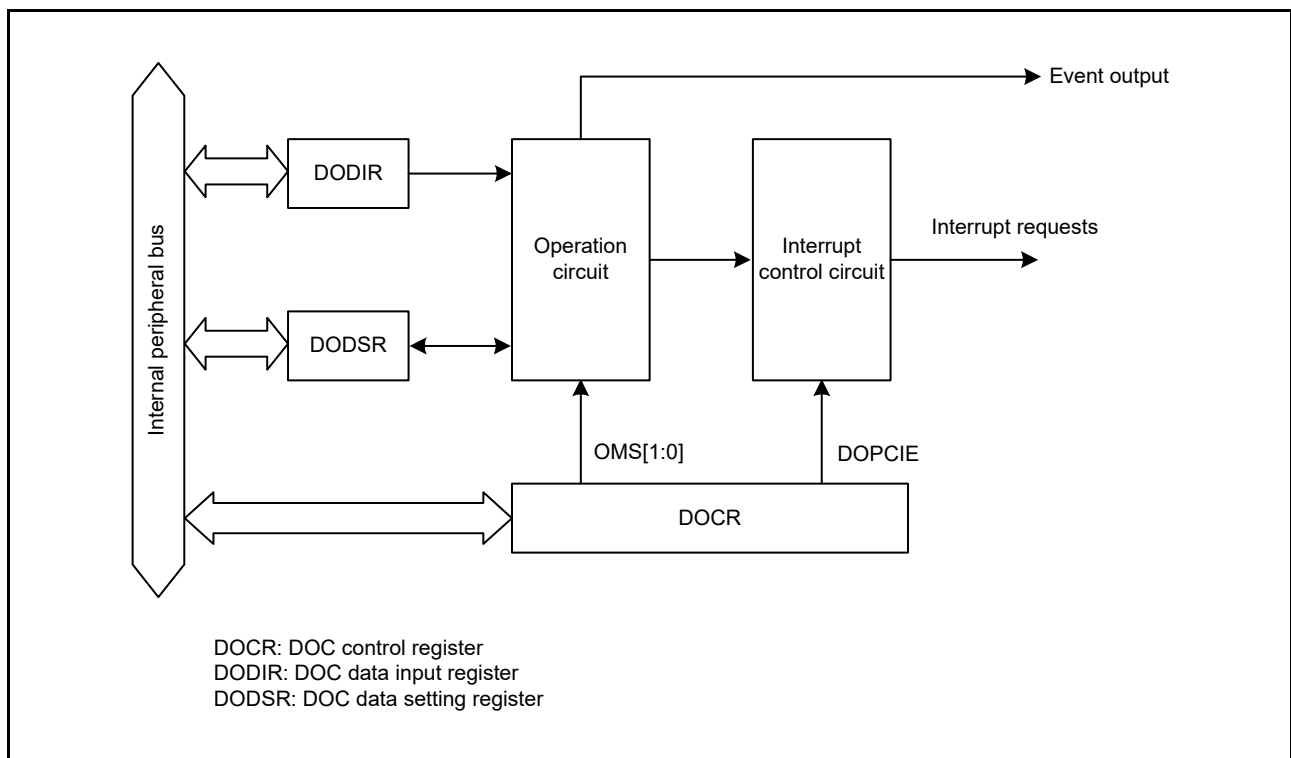 Event output
DODIR
Interrupt requests
Operation
circuit
Interrupt
control circuit
Internal peripheral bus
DODSR
OMS[1:0]
DOPCIE
DOCR
DOCR: DOC control register
DODIR: DOC data input register
DODSR: DOC data setting register